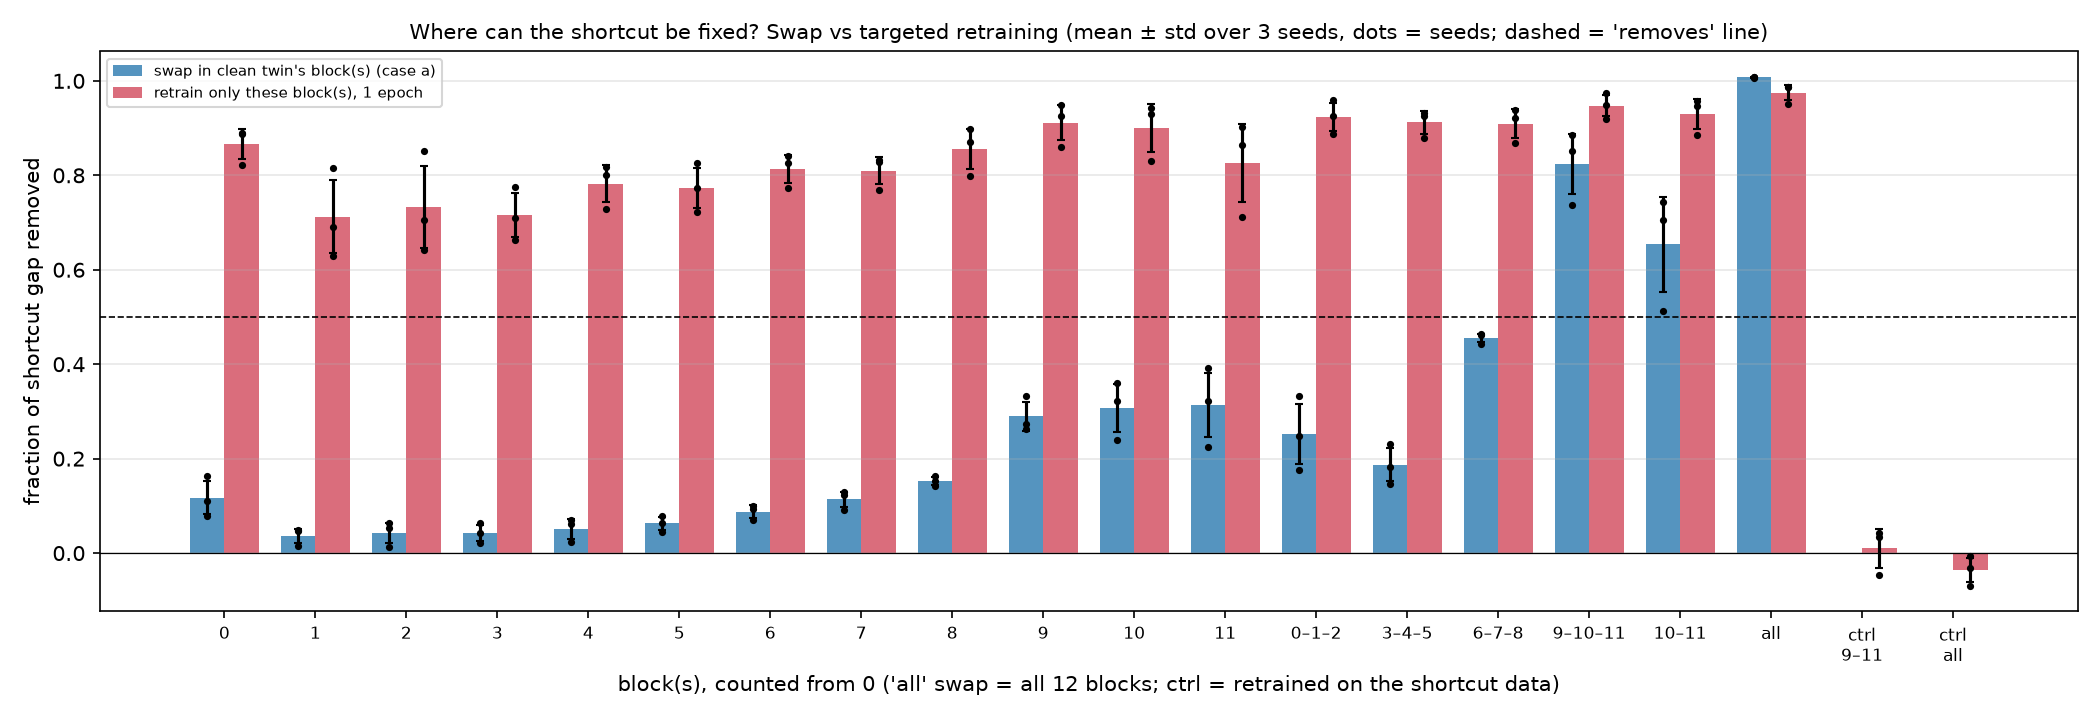 Where can the shortcut be fixed? Swap vs targeted retraining (mean ± std over 3 seeds, dots = seeds; dashed = 'removes' line)
swap in clean twin's block(s) (case a)
retrain only these block(s), 1 epoch
fraction of shortcut gap removed
1.0
0.8
0.6
0.4
0.2
0.0
0 1 2 3 4 5 6 7 8 9 10 11 0–1–2 3–4–5 6–7–8 9–10–11 10–11 all ctrl ctrl
9–11 all
block(s), counted from 0 ('all' swap = all 12 blocks; ctrl = retrained on the shortcut data)